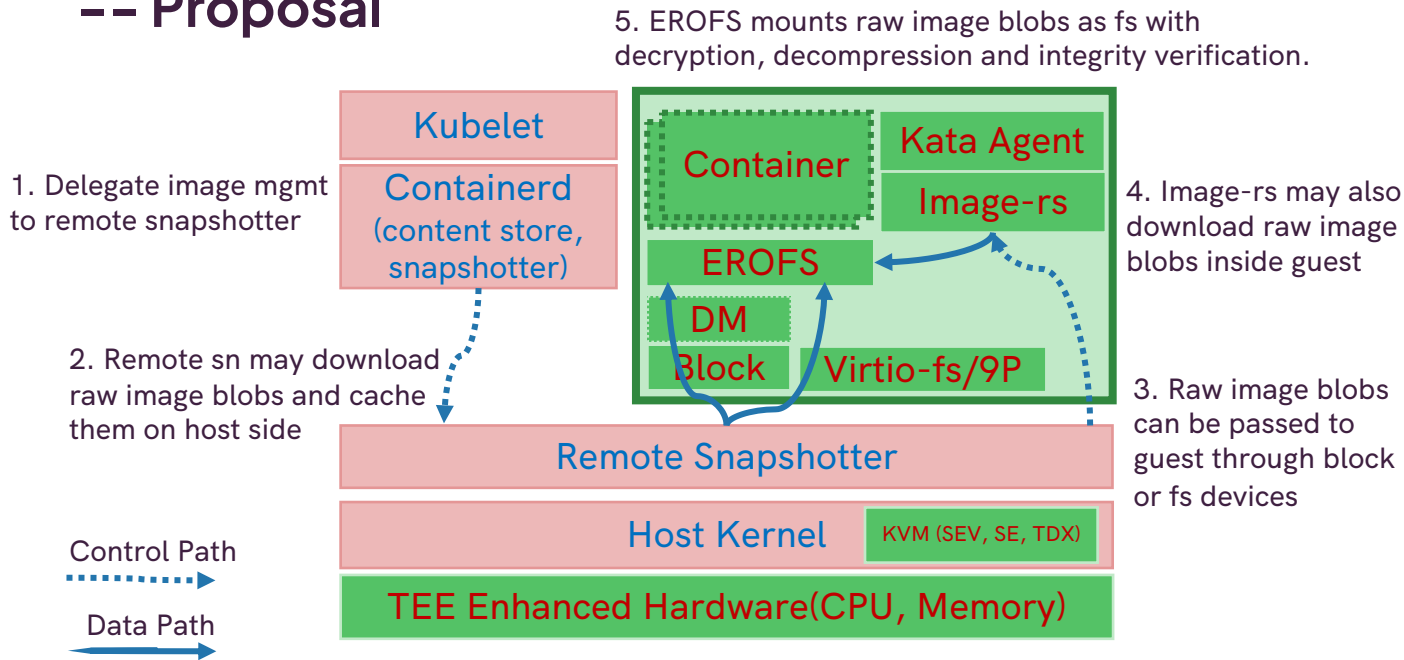 -- Proposal
5. EROFS mounts raw image blobs as fs with
decryption, decompression and integrity verification.
Kubelet
Containerd
(content store,
snapshotter)
1. Delegate image mgmt
to remote snapshotter
Container
Kata Agent
Image-rs
EROFS
DM
Block
Virtio-fs/9P
4. Image-rs may also
download raw image
blobs inside guest
2. Remote sn may download
raw image blobs and cache
them on host side
3. Raw image blobs
can be passed to
guest through block
or fs devices
Remote Snapshotter
Host Kernel
KVM (SEV, SE, TDX)
TEE Enhanced Hardware(CPU, Memory)
Control Path
Data Path